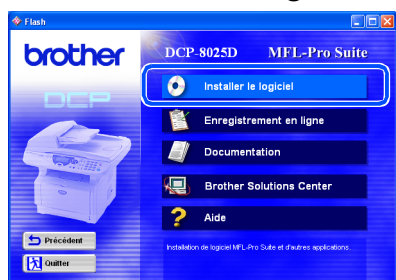 Flash
brother
DCP-8025D MFL-Pro Suite
DCP
Installer le logiciel
Enregistrement en ligne
Documentation
Brother Solutions Center
Aide
Précédent
Quitter
Installation de logiciel MFL-Pro Suite et d'autres applications.